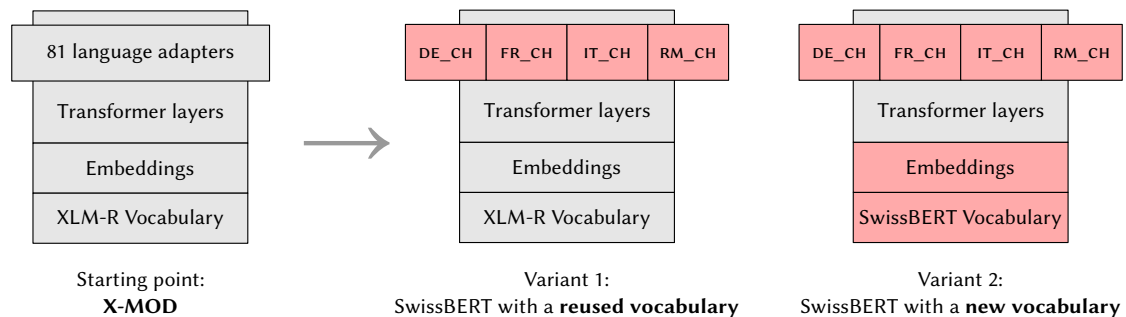 81 language adapters
Transformer layers
Embeddings
XLM-R Vocabulary
Starting point:
X-MOD
DE_CH FR_CH IT_CH RM_CH
Transformer layers
Embeddings
XLM-R Vocabulary
Variant 1:
SwissBERT with a reused vocabulary
DE_CH FR_CH IT_CH RM_CH
Transformer layers
Embeddings
SwissBERT Vocabulary
Variant 2:
SwissBERT with a new vocabulary